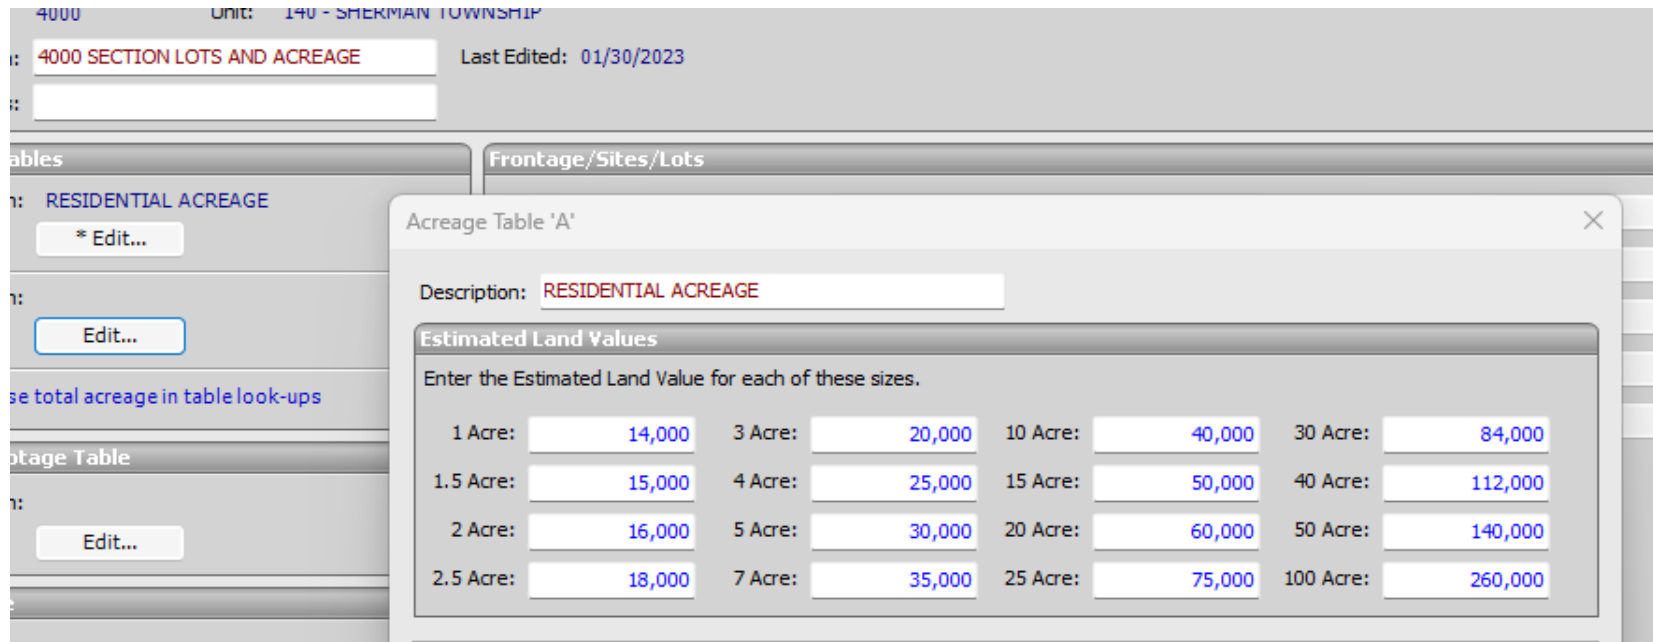 4000 Unit: 140 - SHERMAN TOWNSHIP
4000 SECTION LOTS AND ACREAGE Last Edited: 01/30/2023
ables
Frontage/Sites/Lots
RESIDENTIAL ACREAGE
* Edit...
Acreage Table 'A'
Description: RESIDENTIAL ACREAGE
Edit...
Estimated Land Values
Enter the Estimated Land Value for each of these sizes.
se total acreage in table look-ups
1 Acre: 14,000 3 Acre: 20,000 10 Acre: 40,000 30 Acre: 84,000
otage Table
1.5 Acre: 15,000 4 Acre: 25,000 15 Acre: 50,000 40 Acre: 112,000
2 Acre: 16,000 5 Acre: 30,000 20 Acre: 60,000 50 Acre: 140,000
Edit...
2.5 Acre: 18,000 7 Acre: 35,000 25 Acre: 75,000 100 Acre: 260,000